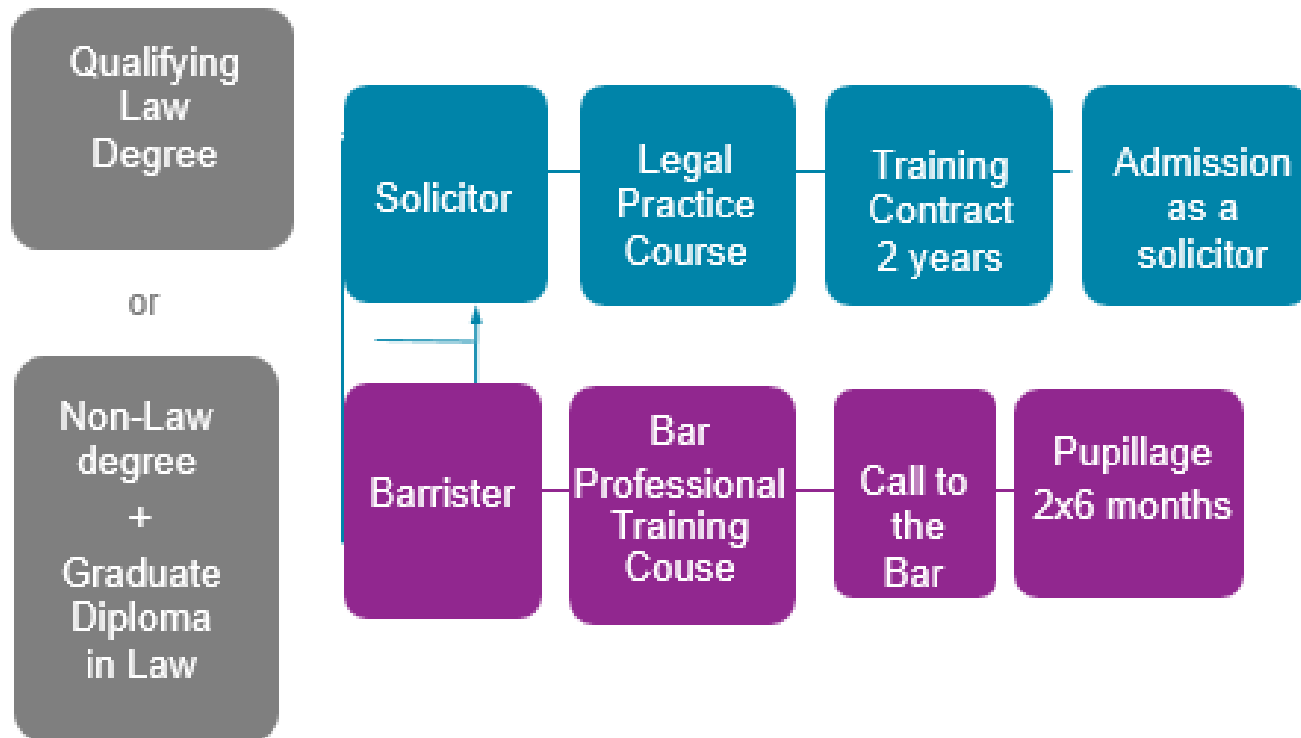 Qualifying
Law
Degree
or
Non-Law
degree
+
Graduate
Diploma
in Law
Solicitor
Legal
Practice
Course
Training
Contract
2 years
Admission
as a
solicitor
Barrister
Bar
Professional
Training
Couse
Call to
the
Bar
Pupillage
2x6 months